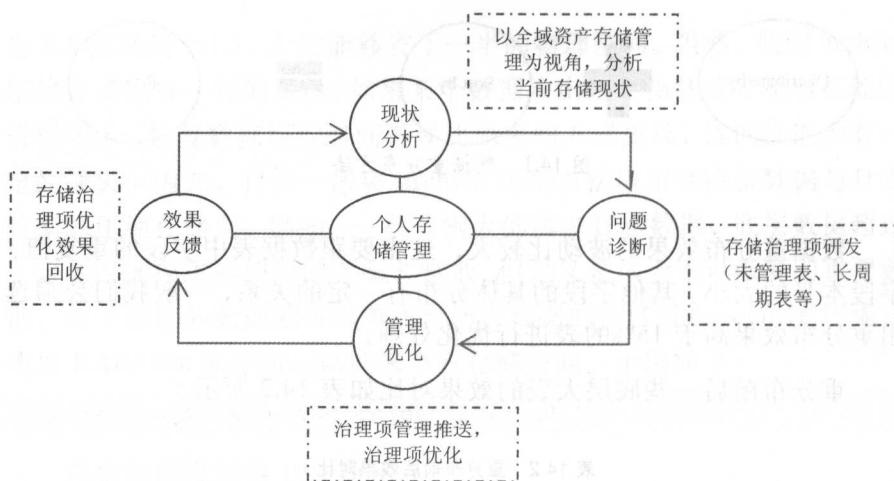 以全域资产存储管
理为视角，分析
当前存储现状
现状
分析
存储治
理项优
化效果
回收
效果
反馈
个人存
储管理
问题
诊断
存储治理项研发
（未管理表、长周
期表等）
管理
优化
治理项管理推送，
治理项优化